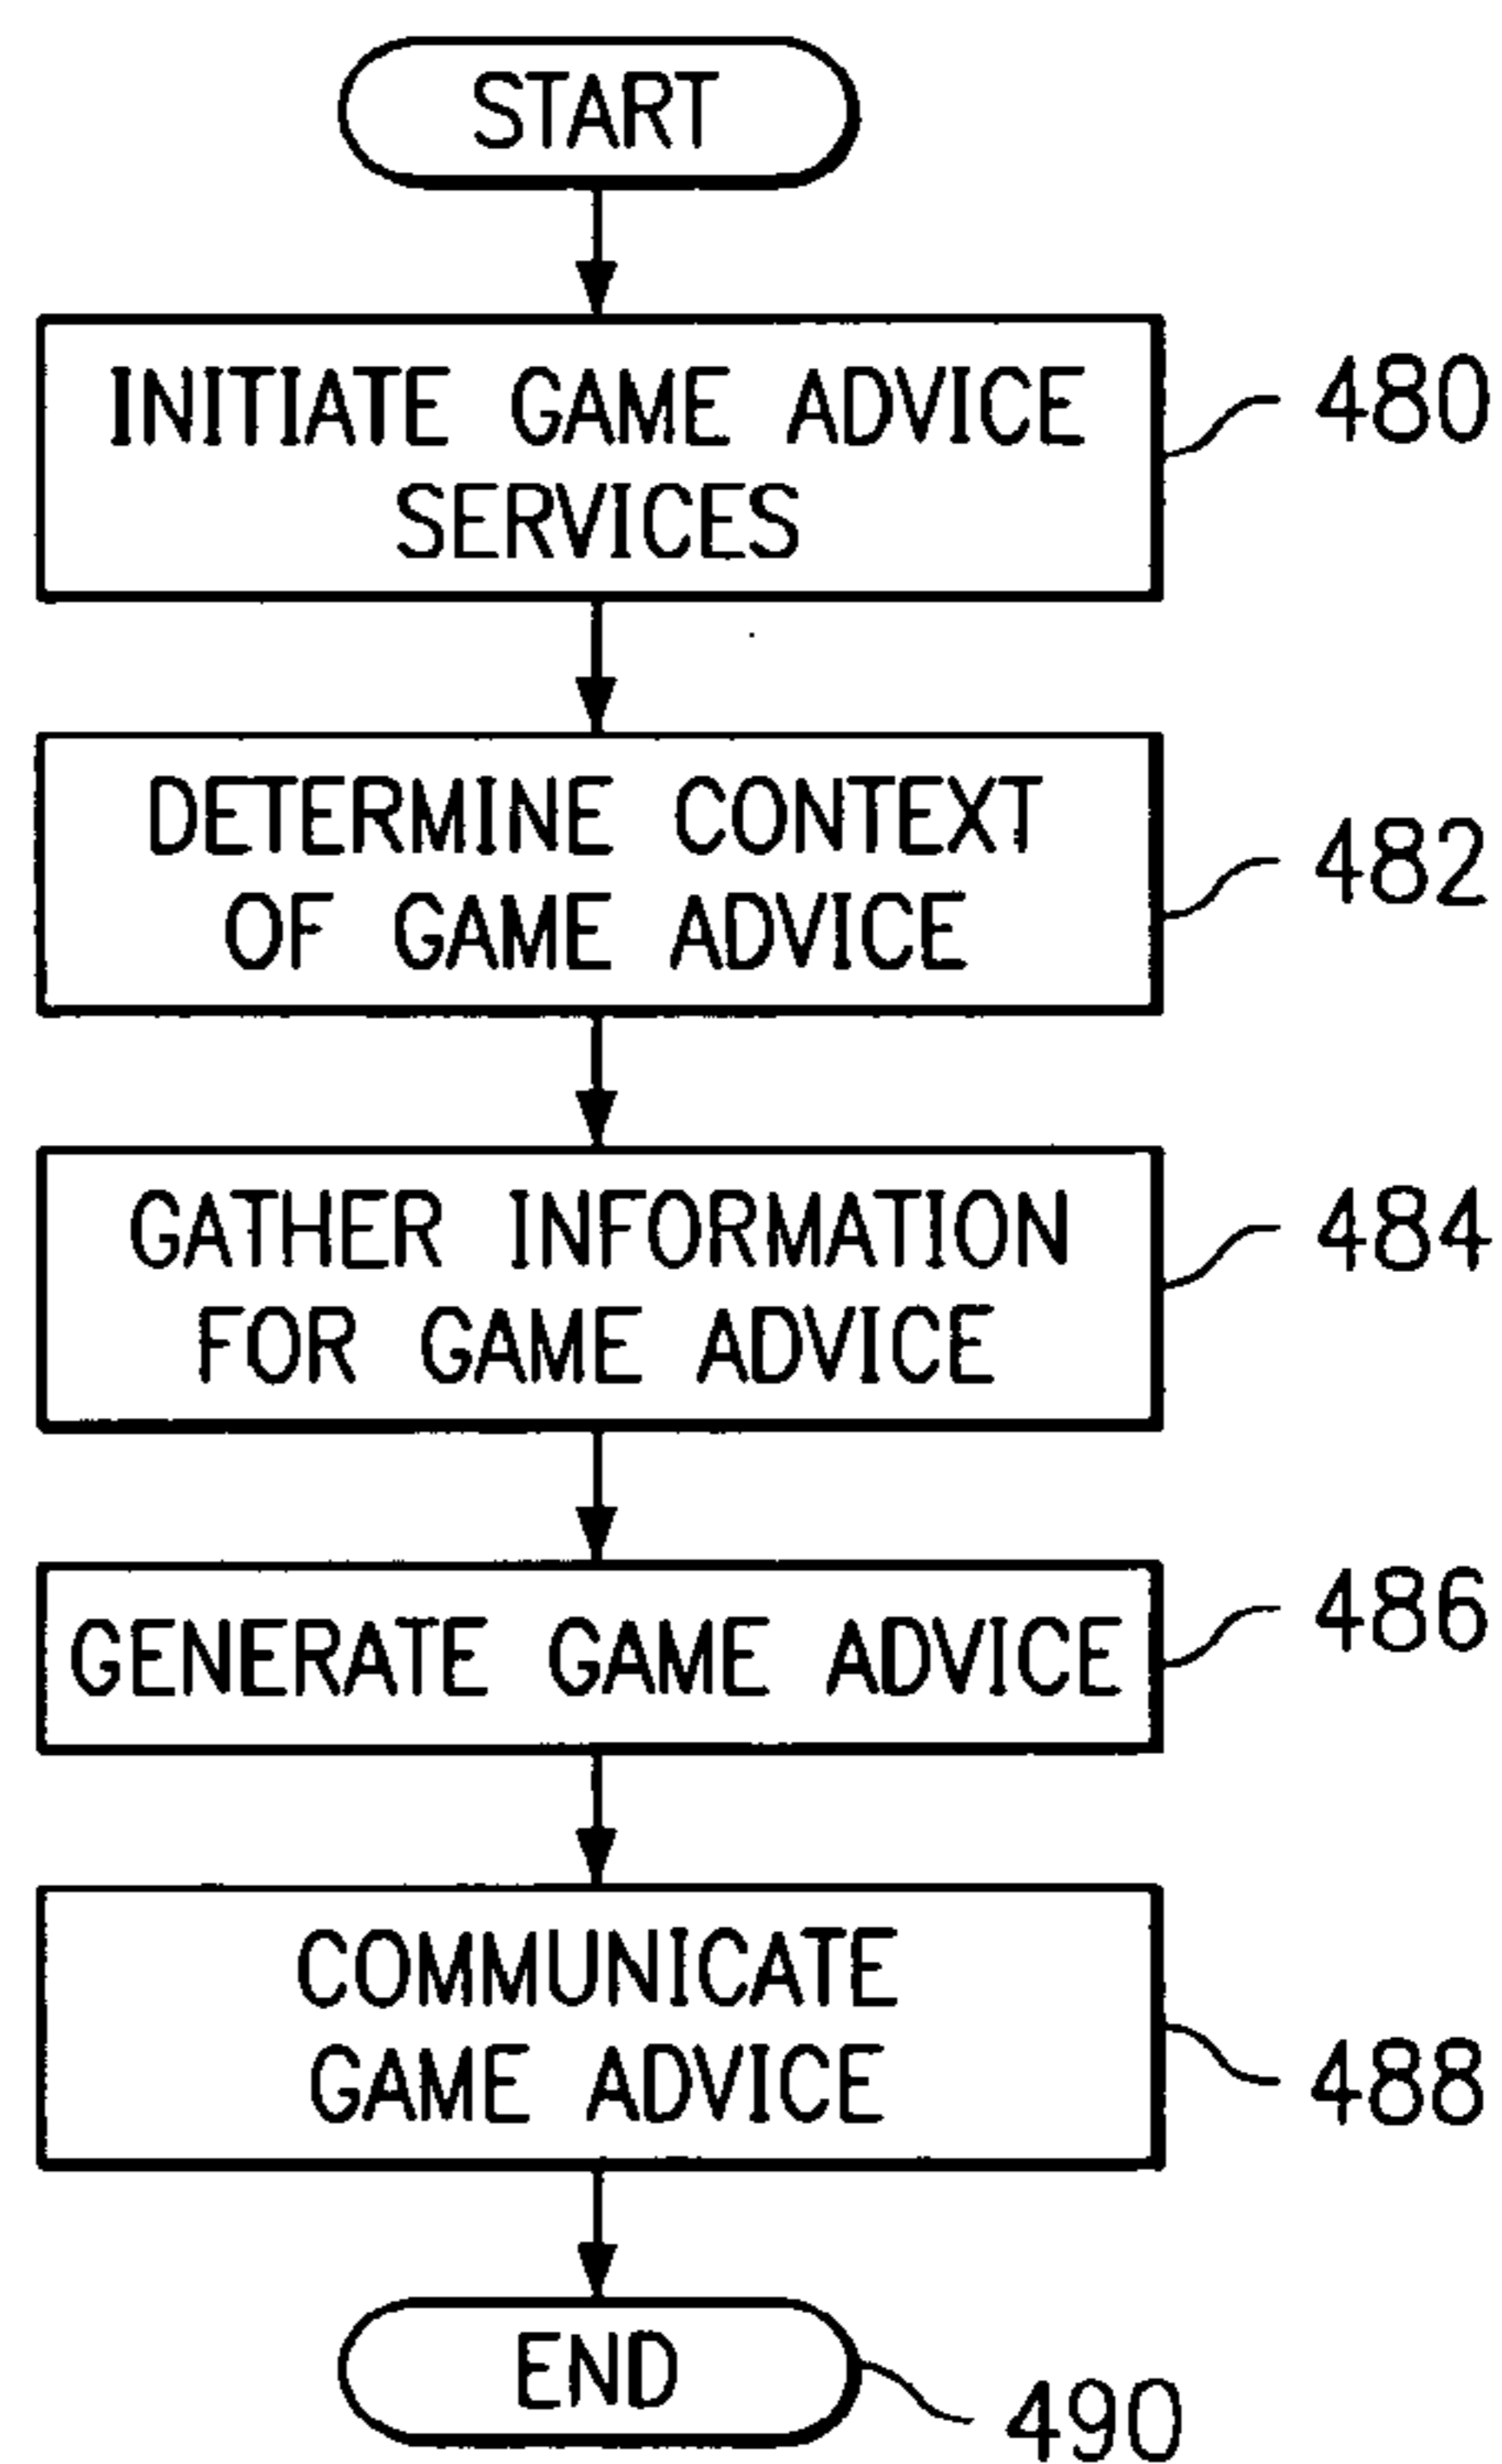 START
INITIATE GAME ADVICE
SERVICES
480
DETERMINE CONTEXT
OF GAME ADVICE
482
GATHER INFORMATION
FOR GAME ADVICE
484
GENERATE GAME ADVICE
486
COMMUNICATE
GAME ADVICE
488
END
490